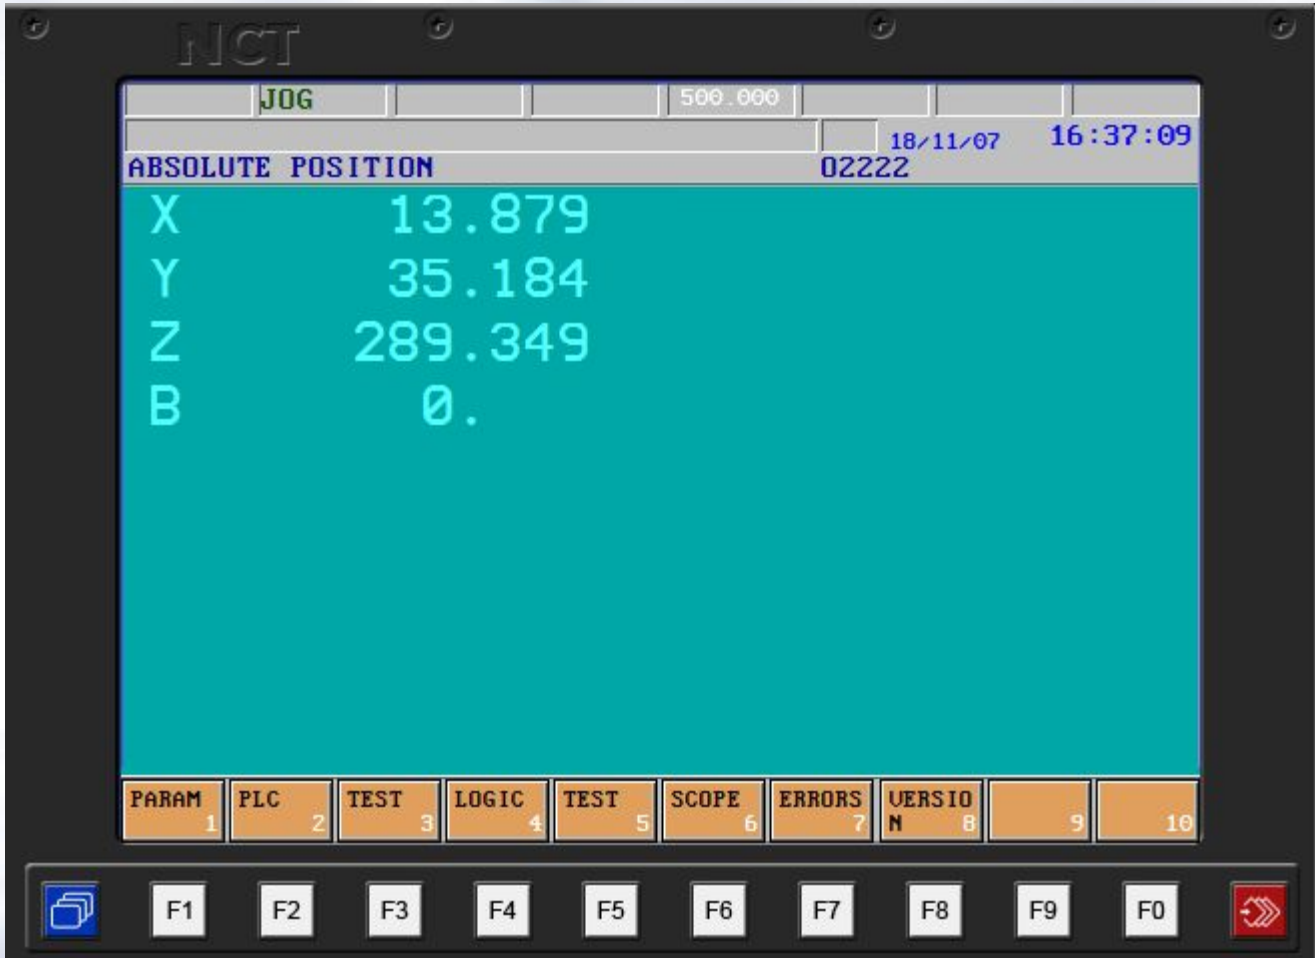 NCT
JOG 500.000
18/11/07 16:37:09
ABSOLUTE POSITION O2222
X 13.879
Y 35.184
Z 289.349
B 0.
PARAM 1 PLC 2 TEST 3 LOGIC 4 TEST 5 SCOPE 6 ERRORS 7 VERSIO
N 8 9 10
F1 F2 F3 F4 F5 F6 F7 F8 F9 F0